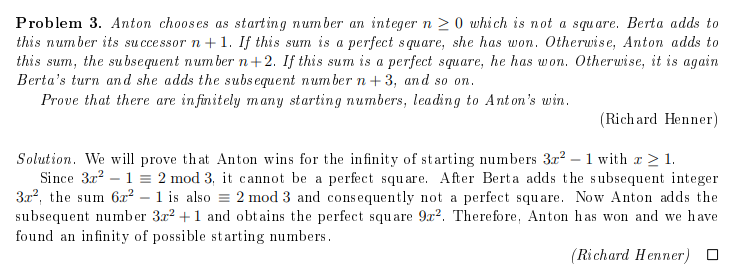 Problem 3. Anton chooses as starting number an integer n ≥ 0 which is not a square. Berta adds to
this number its successor n + 1. If this sum is a perfect square, she has won. Otherwise, Anton adds to
this sum, the subsequent number n + 2. If this sum is a perfect square, he has won. Otherwise, it is again
Berta's turn and she adds the subsequent number n + 3, and so on.
Prove that there are infinitely many starting numbers, leading to Anton's win.
(Richard Henner)
Solution. We will prove that Anton wins for the infinity of starting numbers 3x² − 1 with x ≥ 1.
Since 3x² − 1 ≡ 2 mod 3, it cannot be a perfect square. After Berta adds the subsequent integer
3x², the sum 6x² − 1 is also ≡ 2 mod 3 and consequently not a perfect square. Now Anton adds the
subsequent number 3x² + 1 and obtains the perfect square 9x². Therefore, Anton has won and we have
found an infinity of possible starting numbers.
(Richard Henner) □